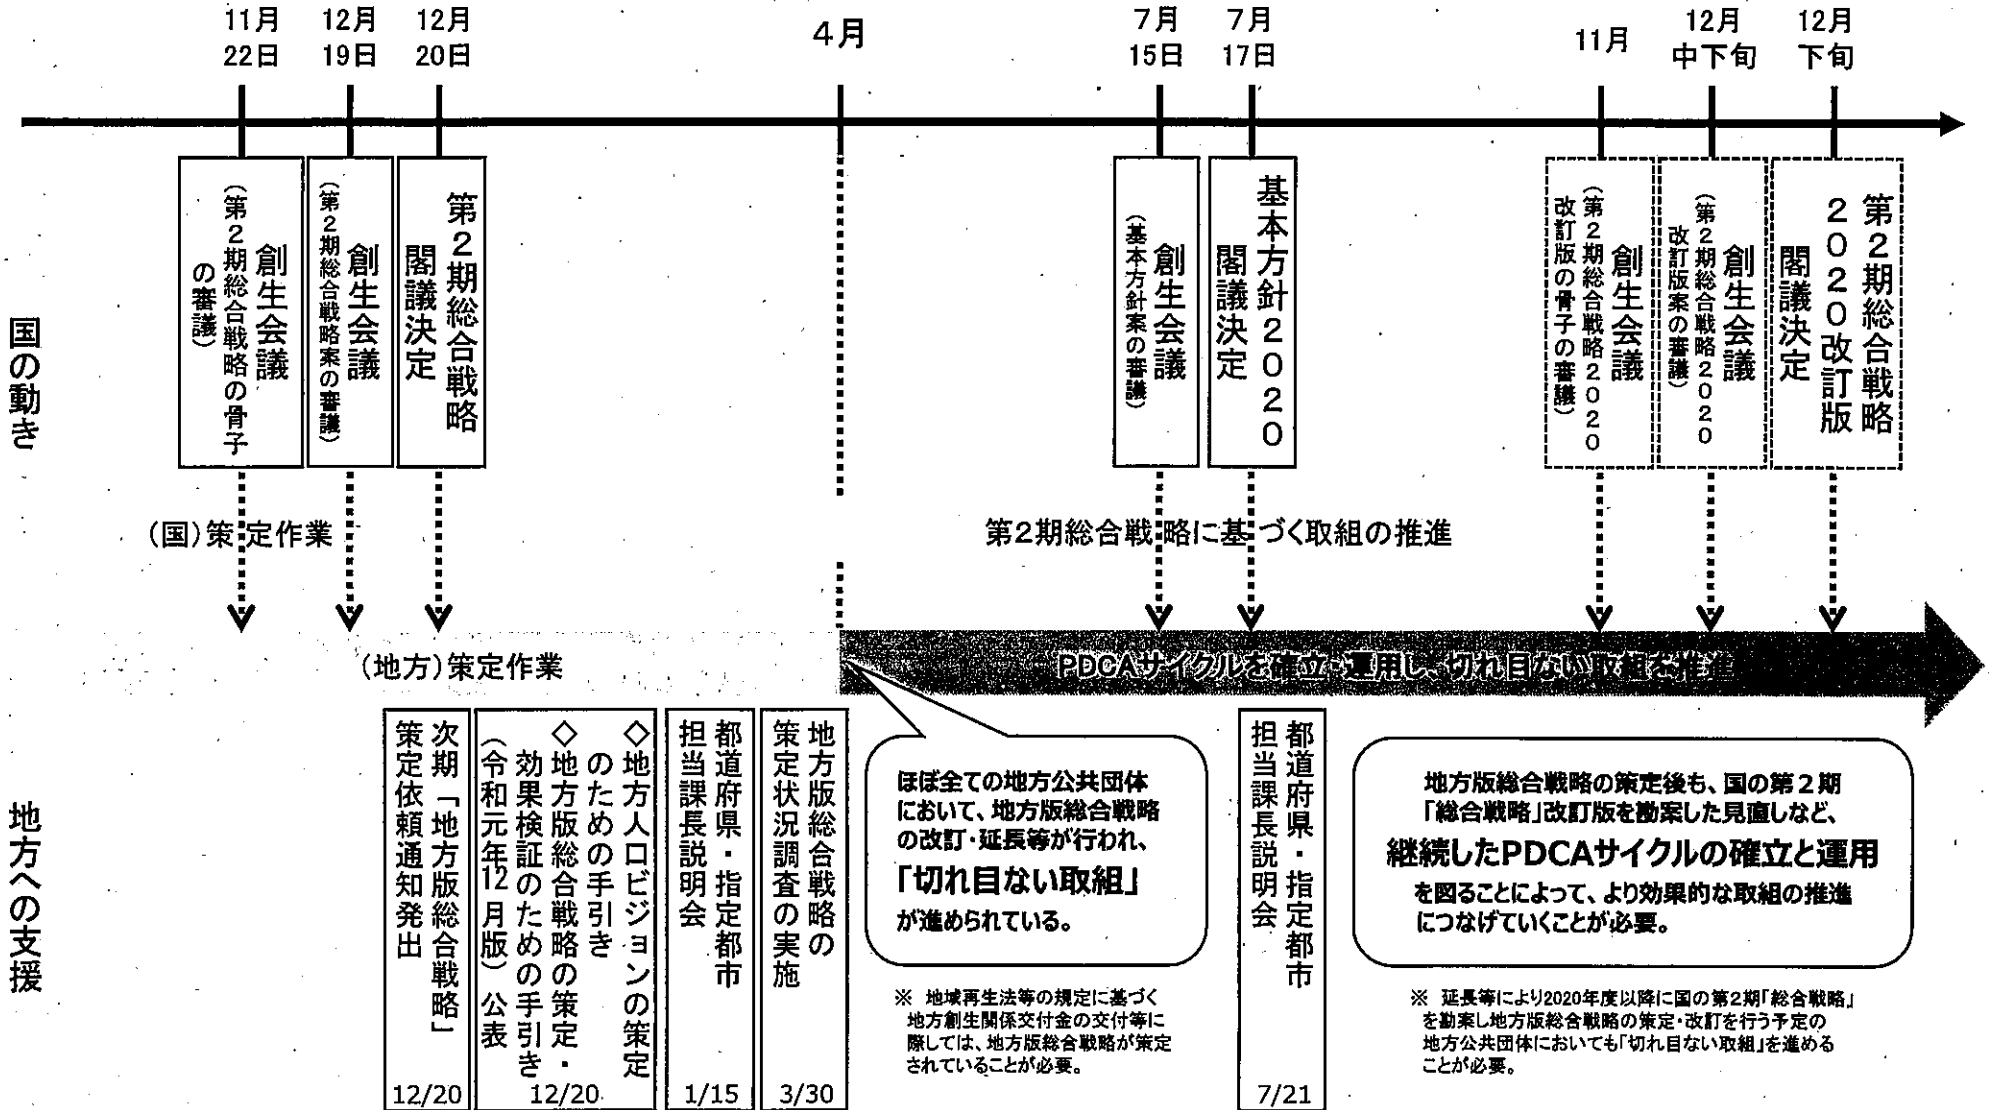 11月
22日
12月
19日
12月
20日
4月
7月
15日
7月
17日
11月
12月
中下旬
12月
下旬
国の動き
創生会議
(第2期総合戦略の骨子
の審議)
創生会議
(第2期総合戦略案の審議)
第2期総合戦略
閣議決定
創生会議
(基本方針案の審議)
基本方針2020
閣議決定
創生会議
(第2期総合戦略2020
改訂版の骨子の審議)
創生会議
(第2期総合戦略2020
改訂版案の審議)
第2期総合戦略
2020改訂版
閣議決定
(国)策定作業
第2期総合戦略に基づく取組の推進
(地方)策定作業
PDCAサイクルを確立・運用し、切れ目ない取組を推進
地方への支援
次期「地方版総合戦略」
策定依頼通知発出
12/20
◇地方人口ビジョンの策定
のための手引き
◇地方版総合戦略の策定・
効果検証のための手引き
(令和元年12月版)公表
12/20
都道府県・指定都市
担当課長説明会
1/15
地方版総合戦略の
策定状況調査の実施
3/30
ほぼ全ての地方公共団体
において、地方版総合戦略
の改訂・延長等が行われ、
「切れ目ない取組」
が進められている。
※ 地域再生法等の規定に基づく
地方創生関係交付金の交付等に
際しては、地方版総合戦略が策定
されていることが必要。
都道府県・指定都市
担当課長説明会
7/21
地方版総合戦略の策定後も、国の第2期
「総合戦略」改訂版を勘案した見直しなど、
継続したPDCAサイクルの確立と運用
を図ることによって、より効果的な取組の推進
につなげていくことが必要。
※ 延長等により2020年度以降に国の第2期「総合戦略」
を勘案し地方版総合戦略の策定・改訂を行う予定の
地方公共団体においても「切れ目ない取組」を進める
ことが必要。